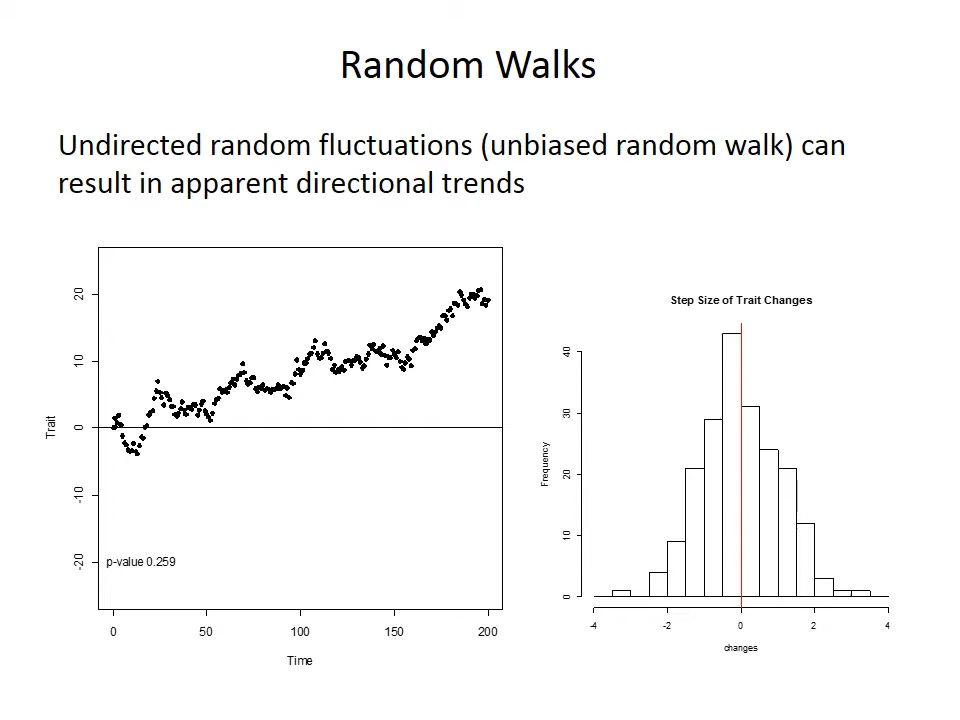 Random Walks
Undirected random fluctuations (unbiased random walk) can
result in apparent directional trends
20
10
0
-10
-20
Trait
p-value 0.259
0 50 100 150 200
Time
Step Size of Trait Changes
40
30
20
10
0
Frequency
-4 -2 0 2 4
changes